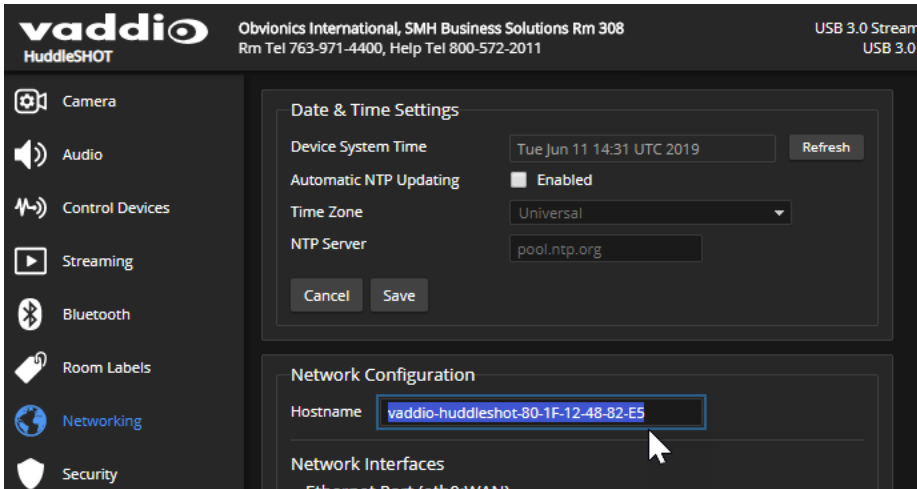 vaddio
HuddleSHOT
Obvionics International, SMH Business Solutions Rm 308
Rm Tel 763-971-4400, Help Tel 800-572-2011
USB 3.0 Stream
USB 3.0
Camera
Audio
Control Devices
Streaming
Bluetooth
Room Labels
Networking
Security
Date & Time Settings
Device System Time Tue Jun 11 14:31 UTC 2019 Refresh
Automatic NTP Updating Enabled
Time Zone Universal
NTP Server pool.ntp.org
Cancel Save
Network Configuration
Hostname vaddio-huddleshot-80-1F-12-48-82-E5
Network Interfaces
Ethernet Port (eth0:WAN)